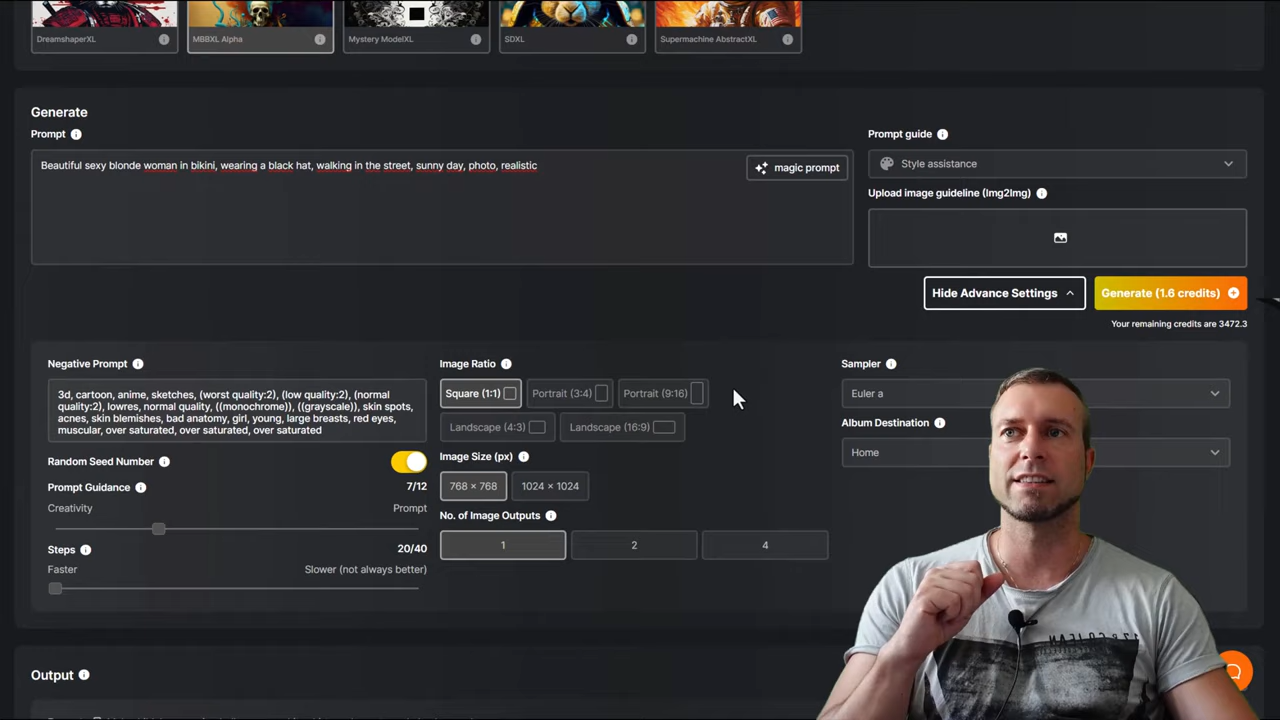 DreamshaperXL
MBBXL Alpha
Mystery ModelXL
SDXL
Supermachine AbstractXL
Generate
Prompt
Beautiful sexy blonde woman in bikini, wearing a black hat, walking in the street, sunny day, photo, realistic
magic prompt
Prompt guide
Style assistance
Upload image guideline (Img2Img)
Hide Advance Settings
Generate (1.6 credits)
Your remaining credits are 3472.3
Negative Prompt
3d, cartoon, anime, sketches, (worst quality:2), (low quality:2), (normal
quality:2), lowres, normal quality, ((monochrome)), ((grayscale)), skin spots,
acnes, skin blemishes, bad anatomy, girl, young, large breasts, red eyes,
muscular, over saturated, over saturated, over saturated
Random Seed Number
Prompt Guidance
7/12
Creativity
Prompt
Steps
20/40
Faster
Slower (not always better)
Image Ratio
Square (1:1)
Portrait (3:4)
Portrait (9:16)
Landscape (4:3)
Landscape (16:9)
Image Size (px)
768 × 768
1024 × 1024
No. of Image Outputs
1
2
4
Sampler
Euler a
Album Destination
Home
Output